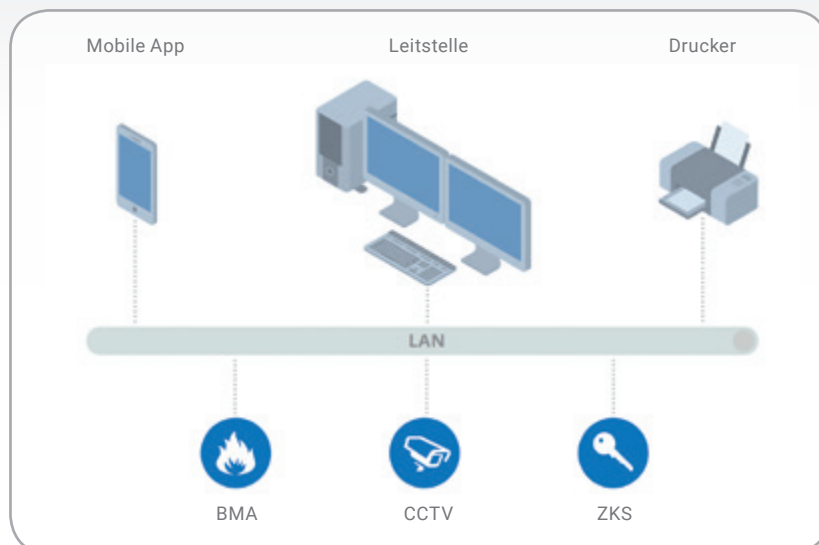 Mobile App
Leitstelle
Drucker
LAN
BMA
CCTV
ZKS